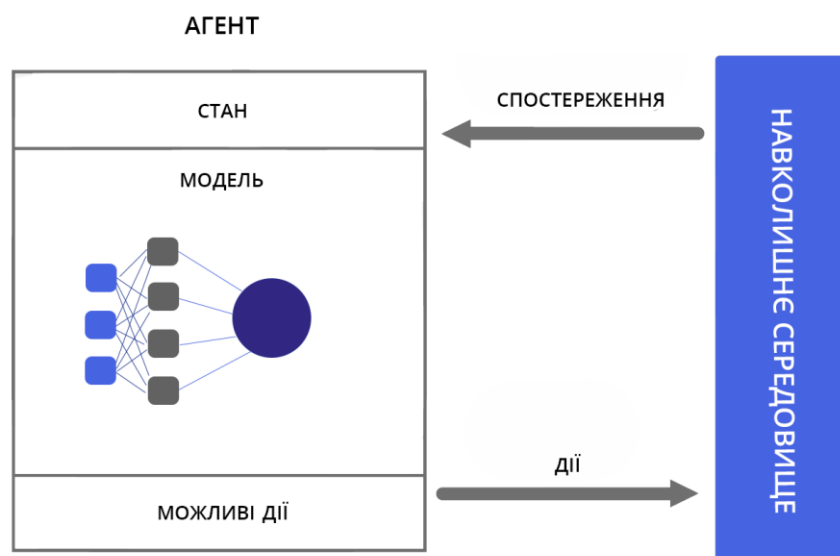 АГЕНТ
СТАН
МОДЕЛЬ
МОЖЛИВІ ДІЇ
СПОСТЕРЕЖЕННЯ
ДІЇ
НАВКОЛИШНЄ СЕРЕДОВИЩЕ